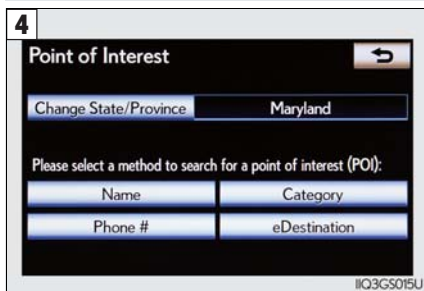 4
Point of Interest
Change State/Province Maryland
Please select a method to search for a point of interest (POI):
Name Category
Phone # eDestination
IIQ3GS015U